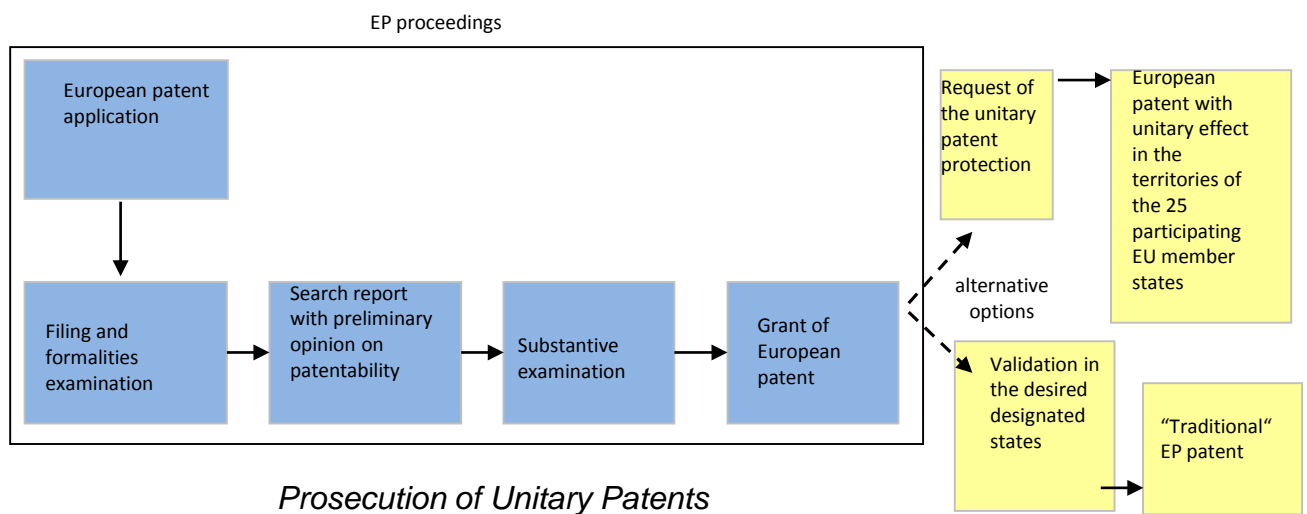 EP proceedings
European patent
application
Filing and
formalities
examination
Search report
with preliminary
opinion on
patentability
Substantive
examination
Grant of
European
patent
alternative
options
Request of
the unitary
patent
protection
European
patent with
unitary effect
in the
territories of
the 25
participating
EU member
states
Validation in
the desired
designated
states
“Traditional“
EP patent
Prosecution of Unitary Patents